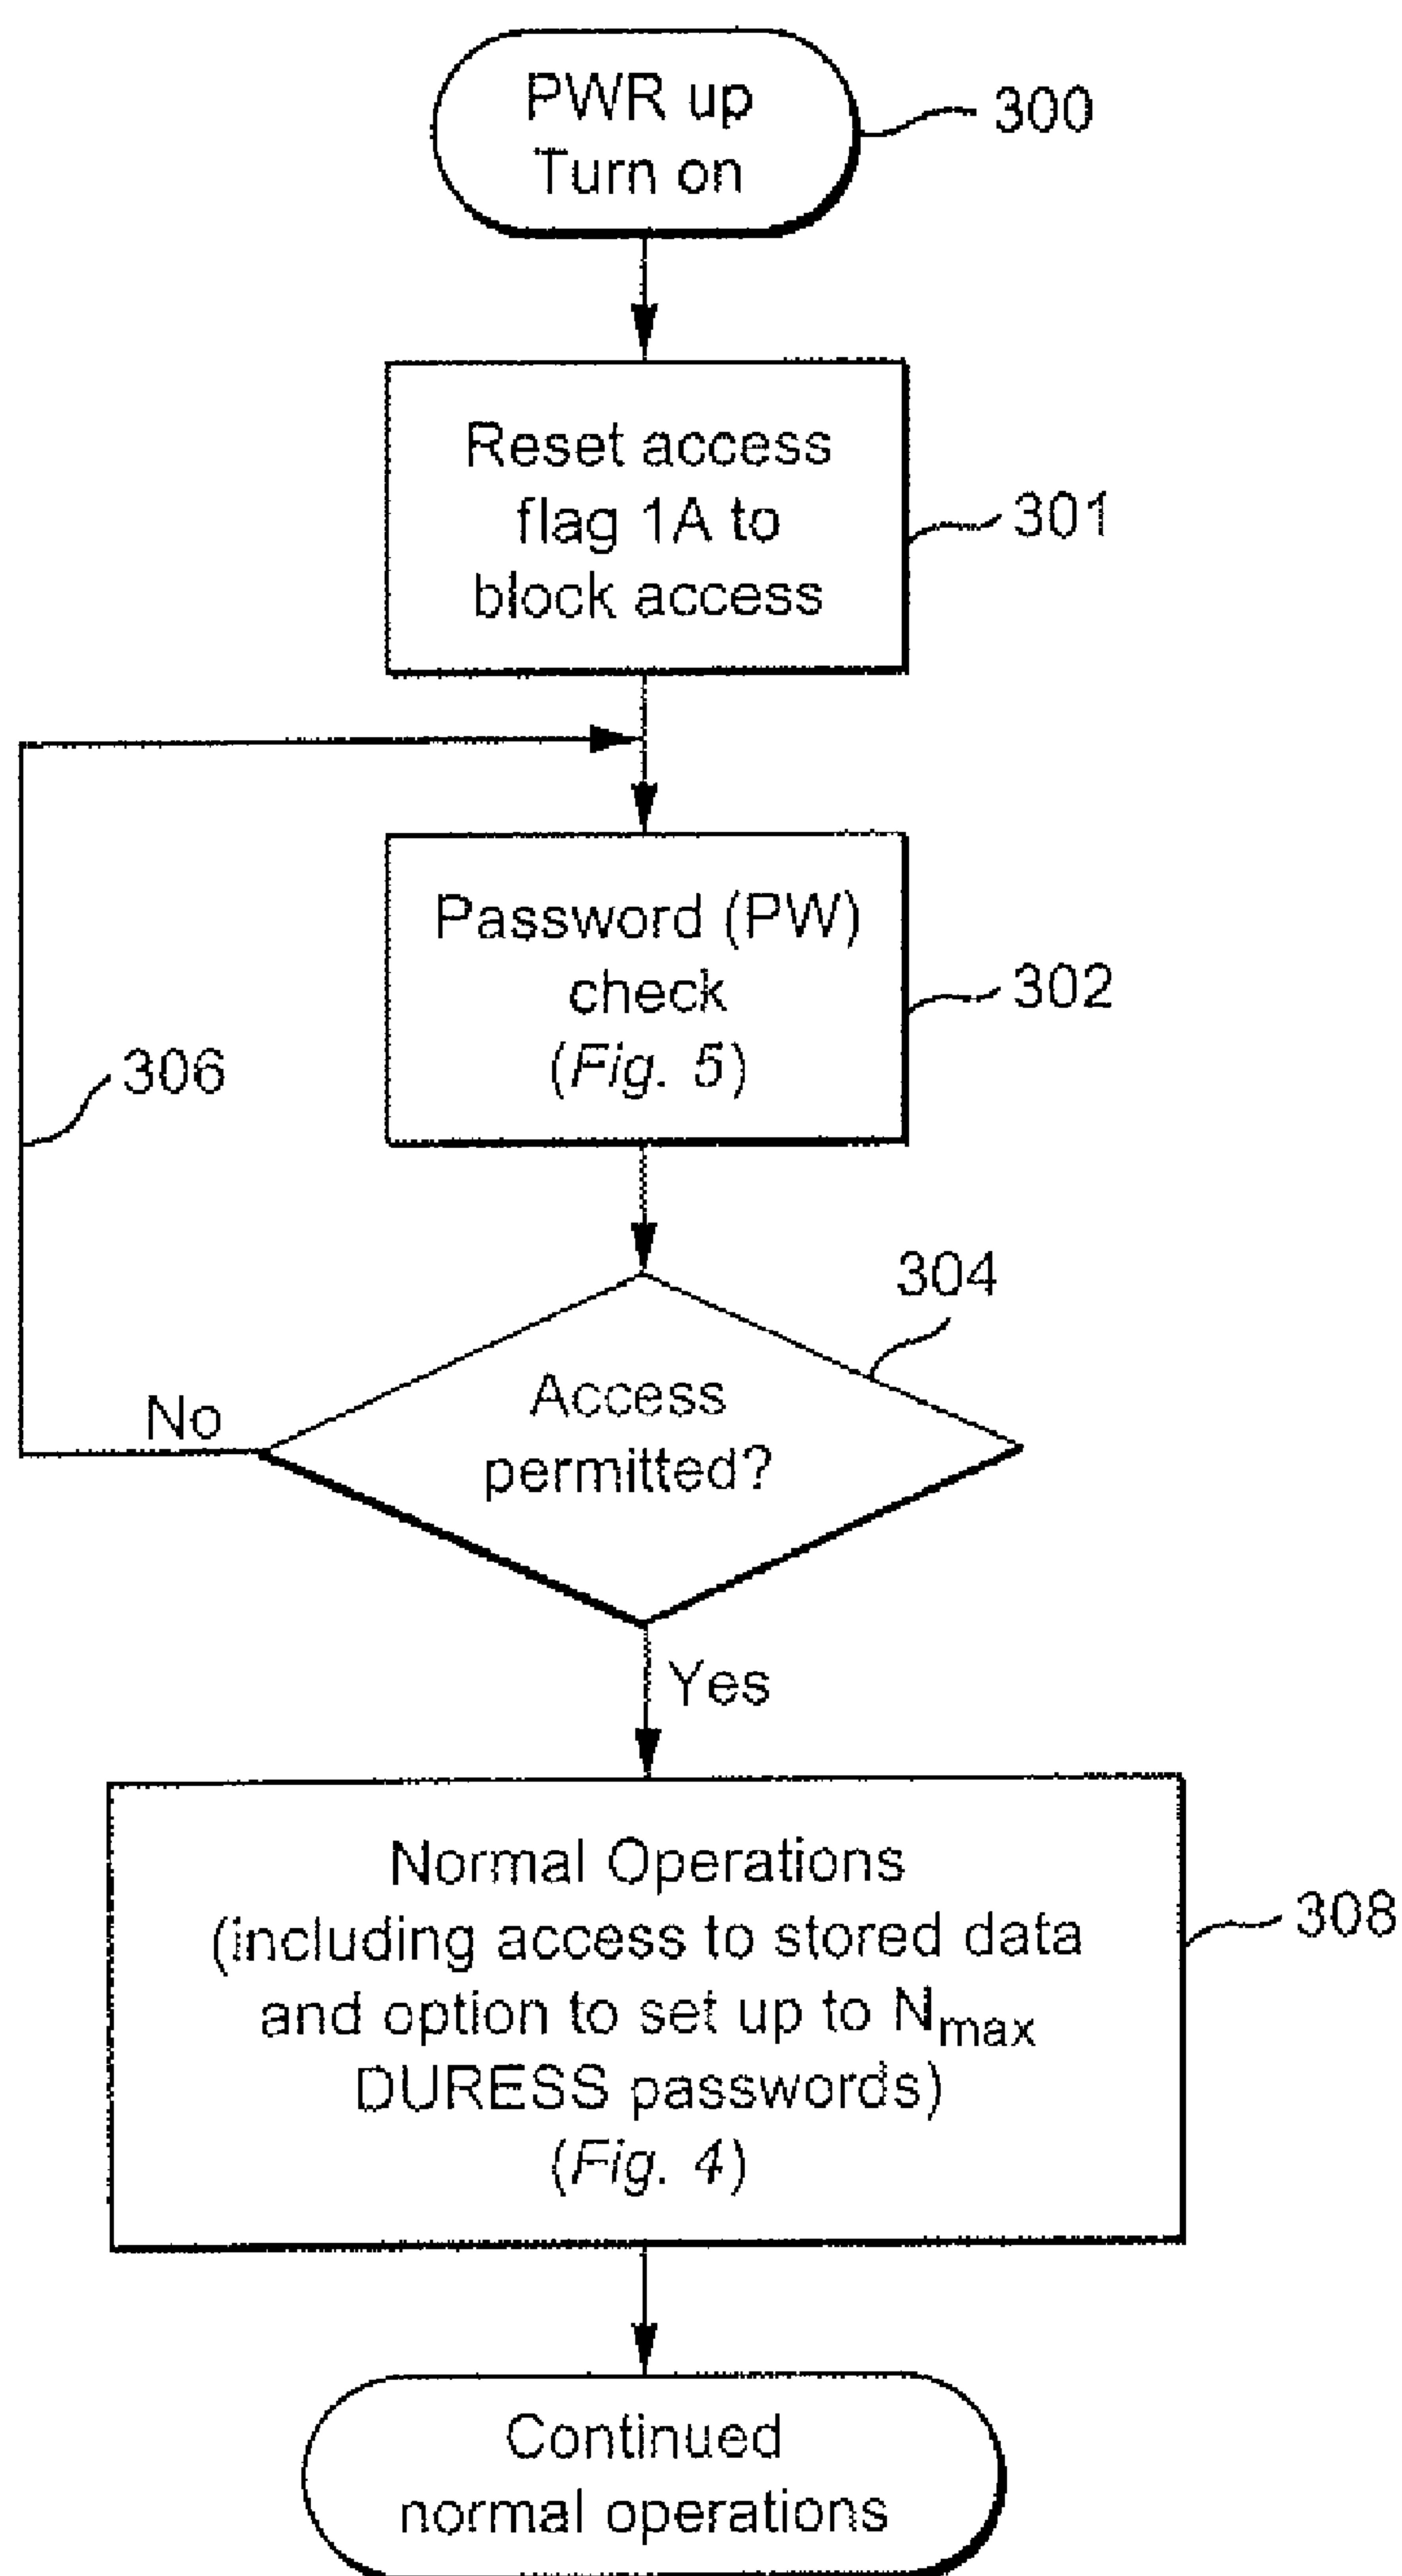 PWR up
Turn on
300
Reset access
flag 1A to
block access
301
Password (PW)
check
(Fig. 5)
302
306
304
Access
permitted?
No
Yes
Normal Operations
(including access to stored data
and option to set up to Nmax
DURESS passwords)
(Fig. 4)
308
Continued
normal operations